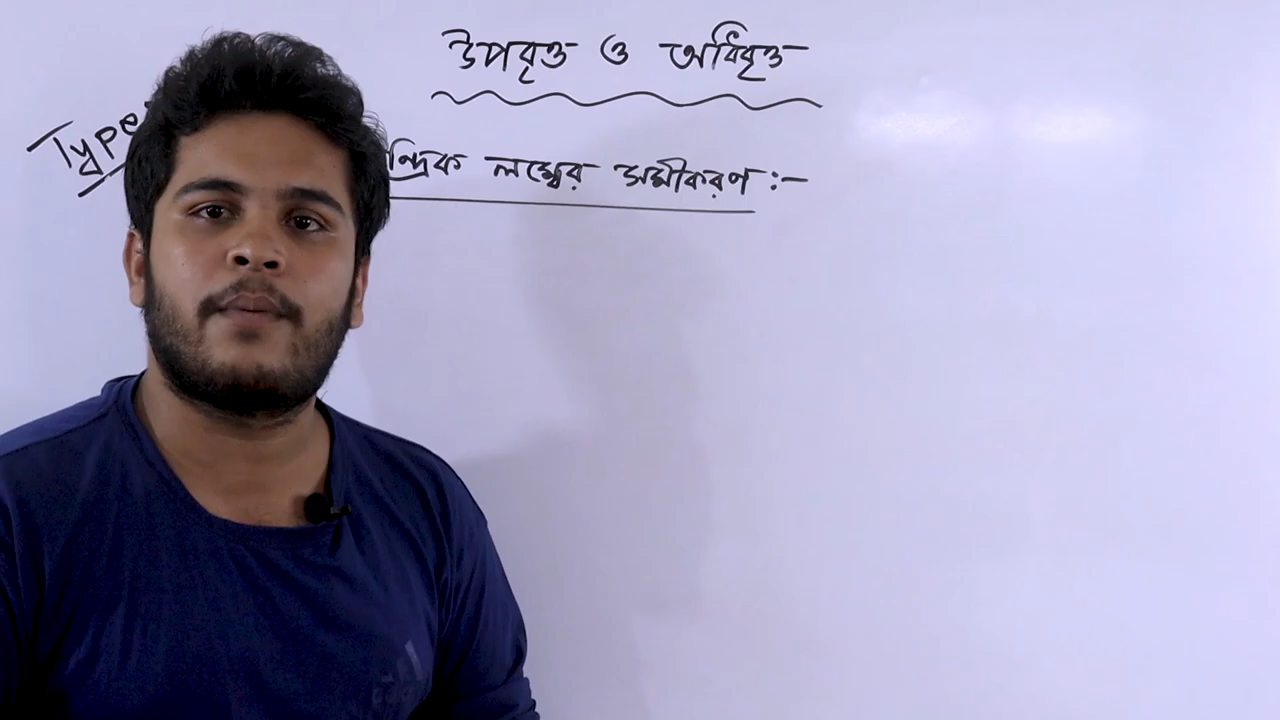 উপবৃত্ত ও অধিবৃত্ত
Type
ন্দ্রিক লম্বের সমীকরণ :-